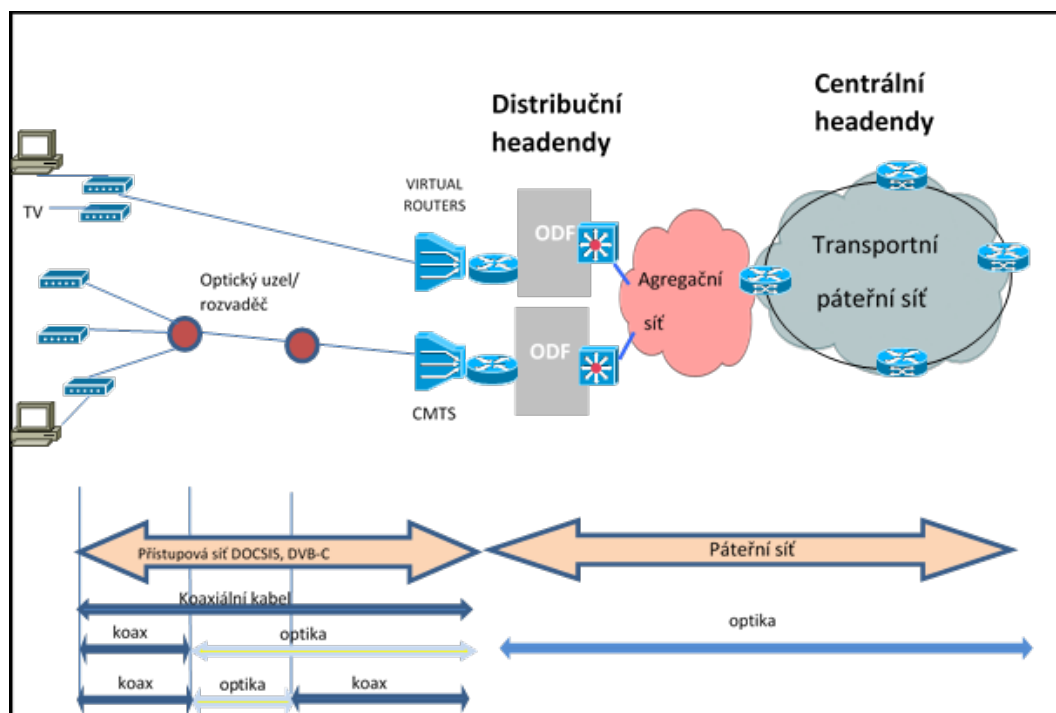 Centrální
headendy
Distribuční
headendy
VIRTUAL
ROUTERS
TV
ODF
Transportní
páteřní síť
Optický uzel/
rozvaděč
Agregační
síť
ODF
CMTS
Přístupová síť DOCSIS, DVB-C
Páteřní síť
Koaxiální kabel
koax
optika
optika
koax
optika
koax